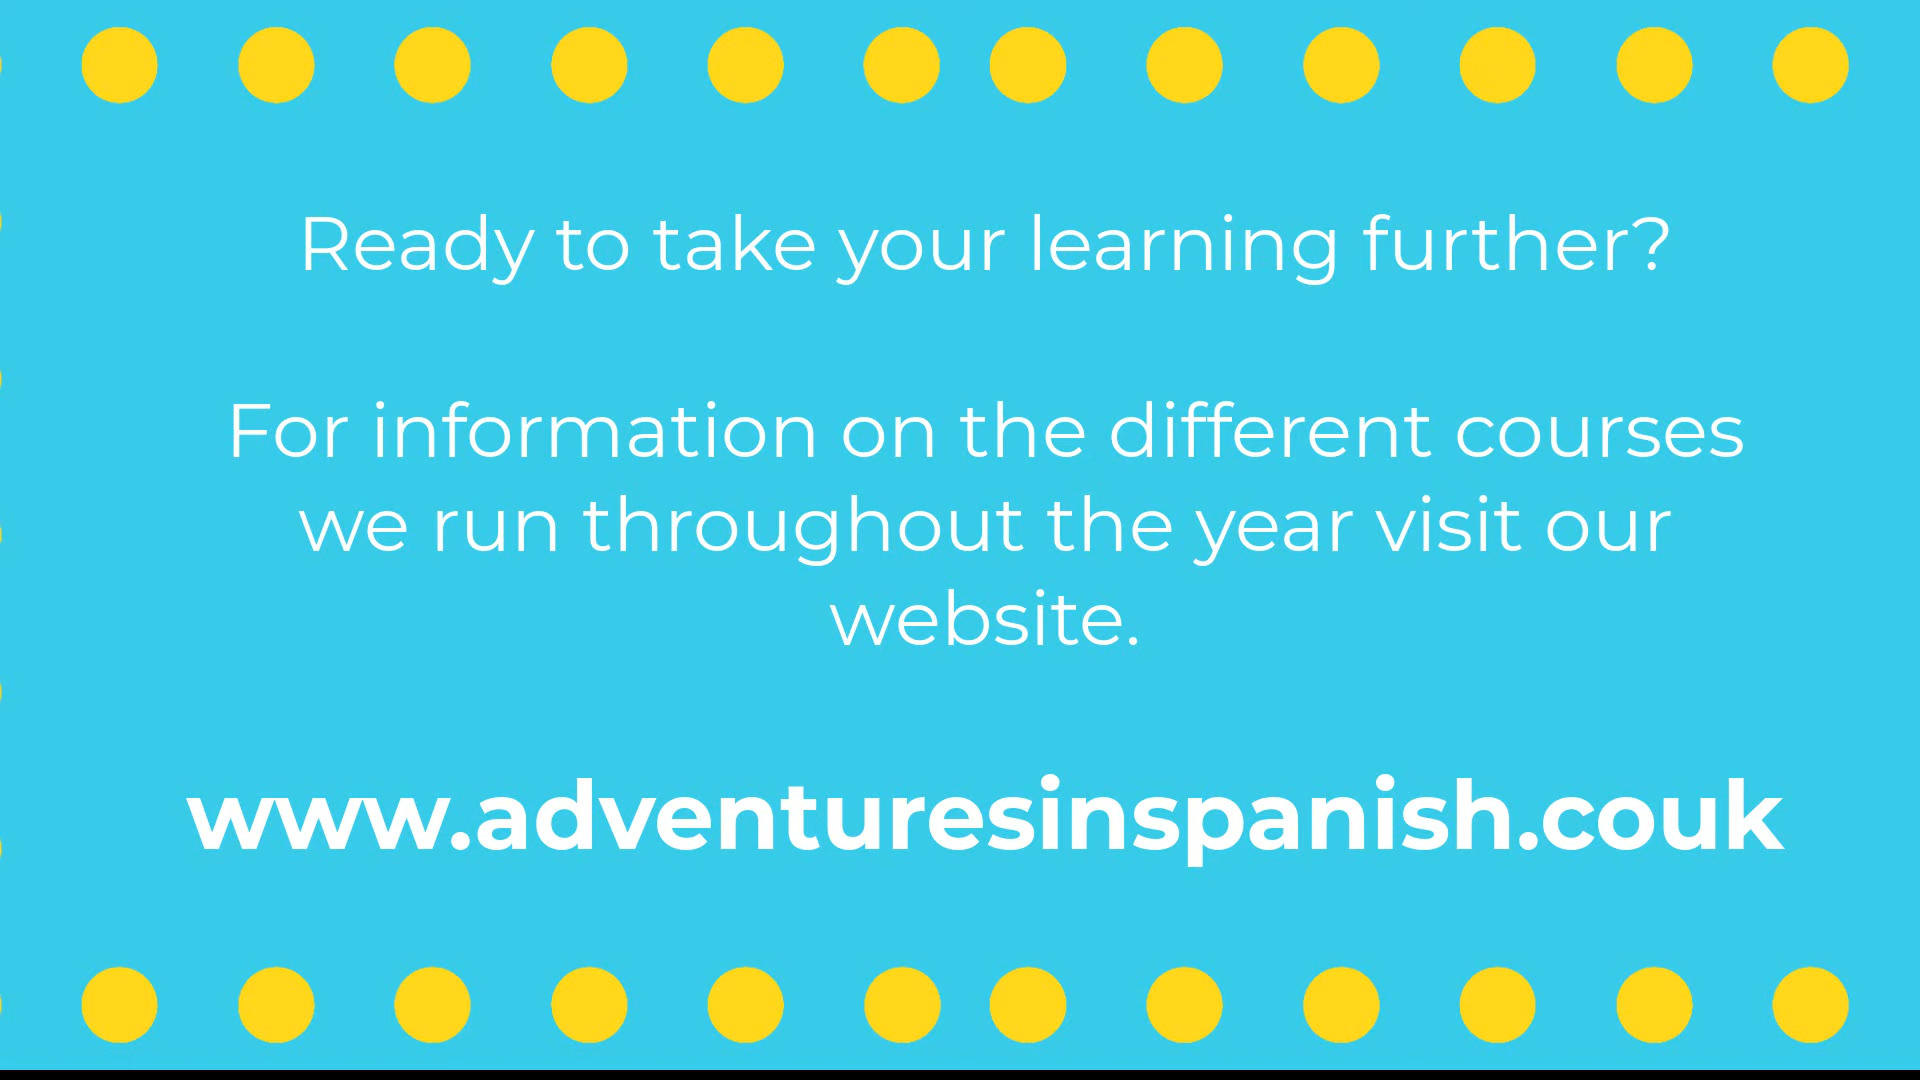 Ready to take your learning further?
For information on the different courses
we run throughout the year visit our
website.
www.adventuresinspanish.couk